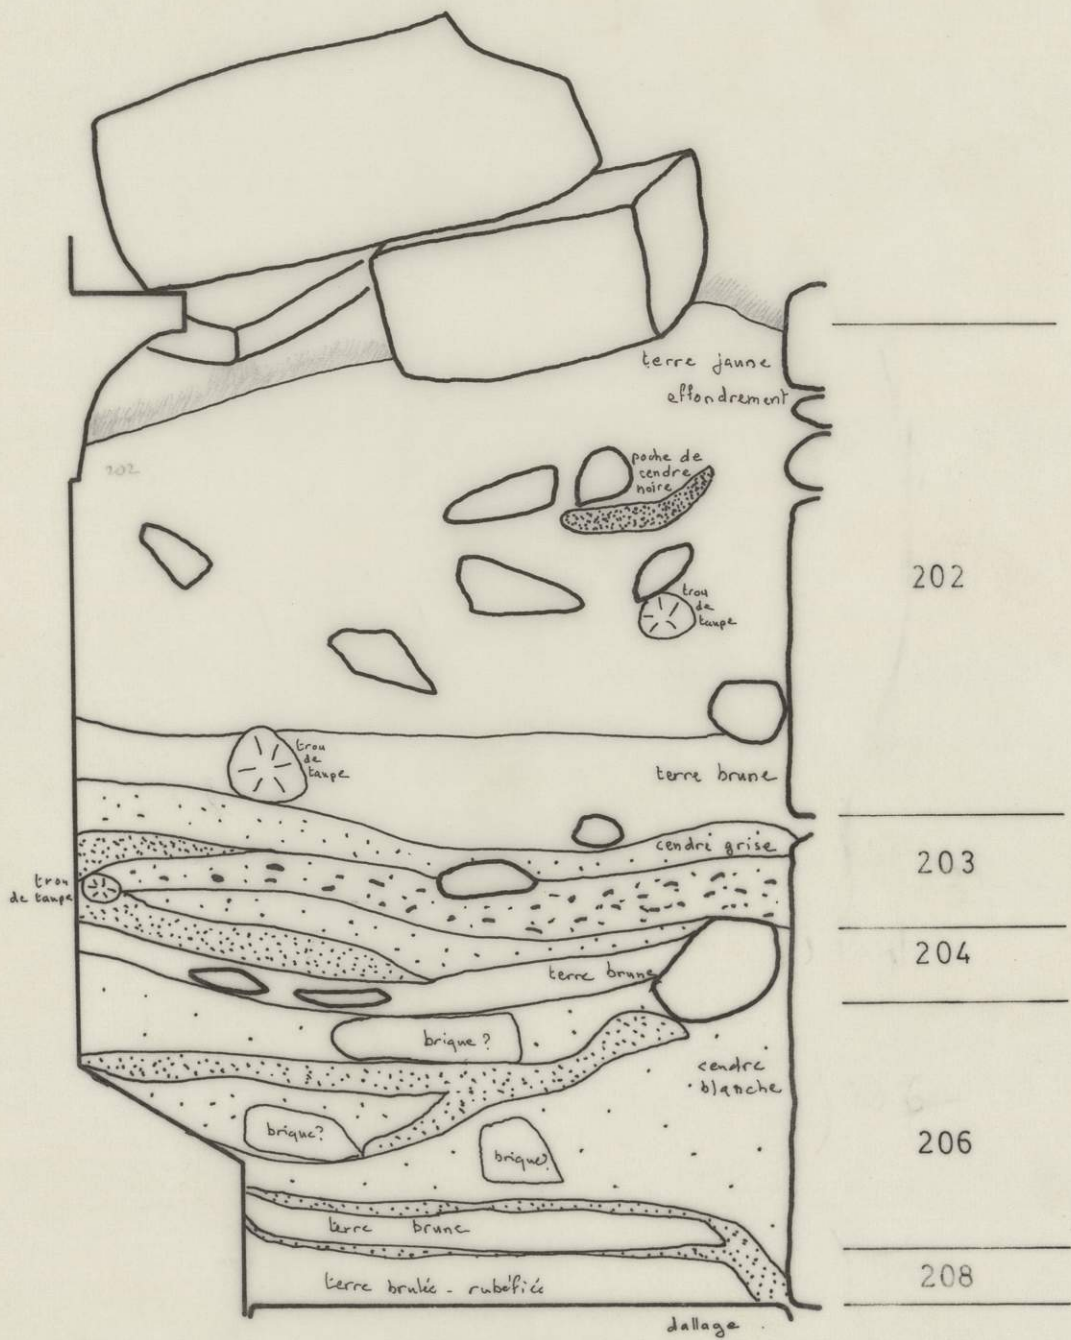 terre jaune
effondrement
202
poche de
cendre
noire
trou
de
taupe
202
trou
de
taupe
terre brune
cendre grise
203
trou
de taupe
204
terre brune
brique ?
cendre
blanche
brique?
brique?
206
terre brune
terre brulée - rubéfiée
208
dallage